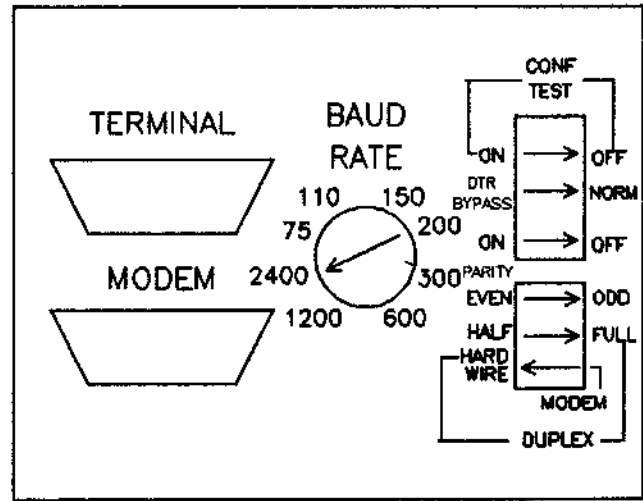 TERMINAL
MODEM
BAUD
RATE
110 150
75 200
2400 300
1200 600
CONF
TEST
ON OFF
DTR
BYPASS NORM
ON OFF
PARITY
EVEN ODD
HALF FULL
HARD
WIRE
MODEM
DUPLEX